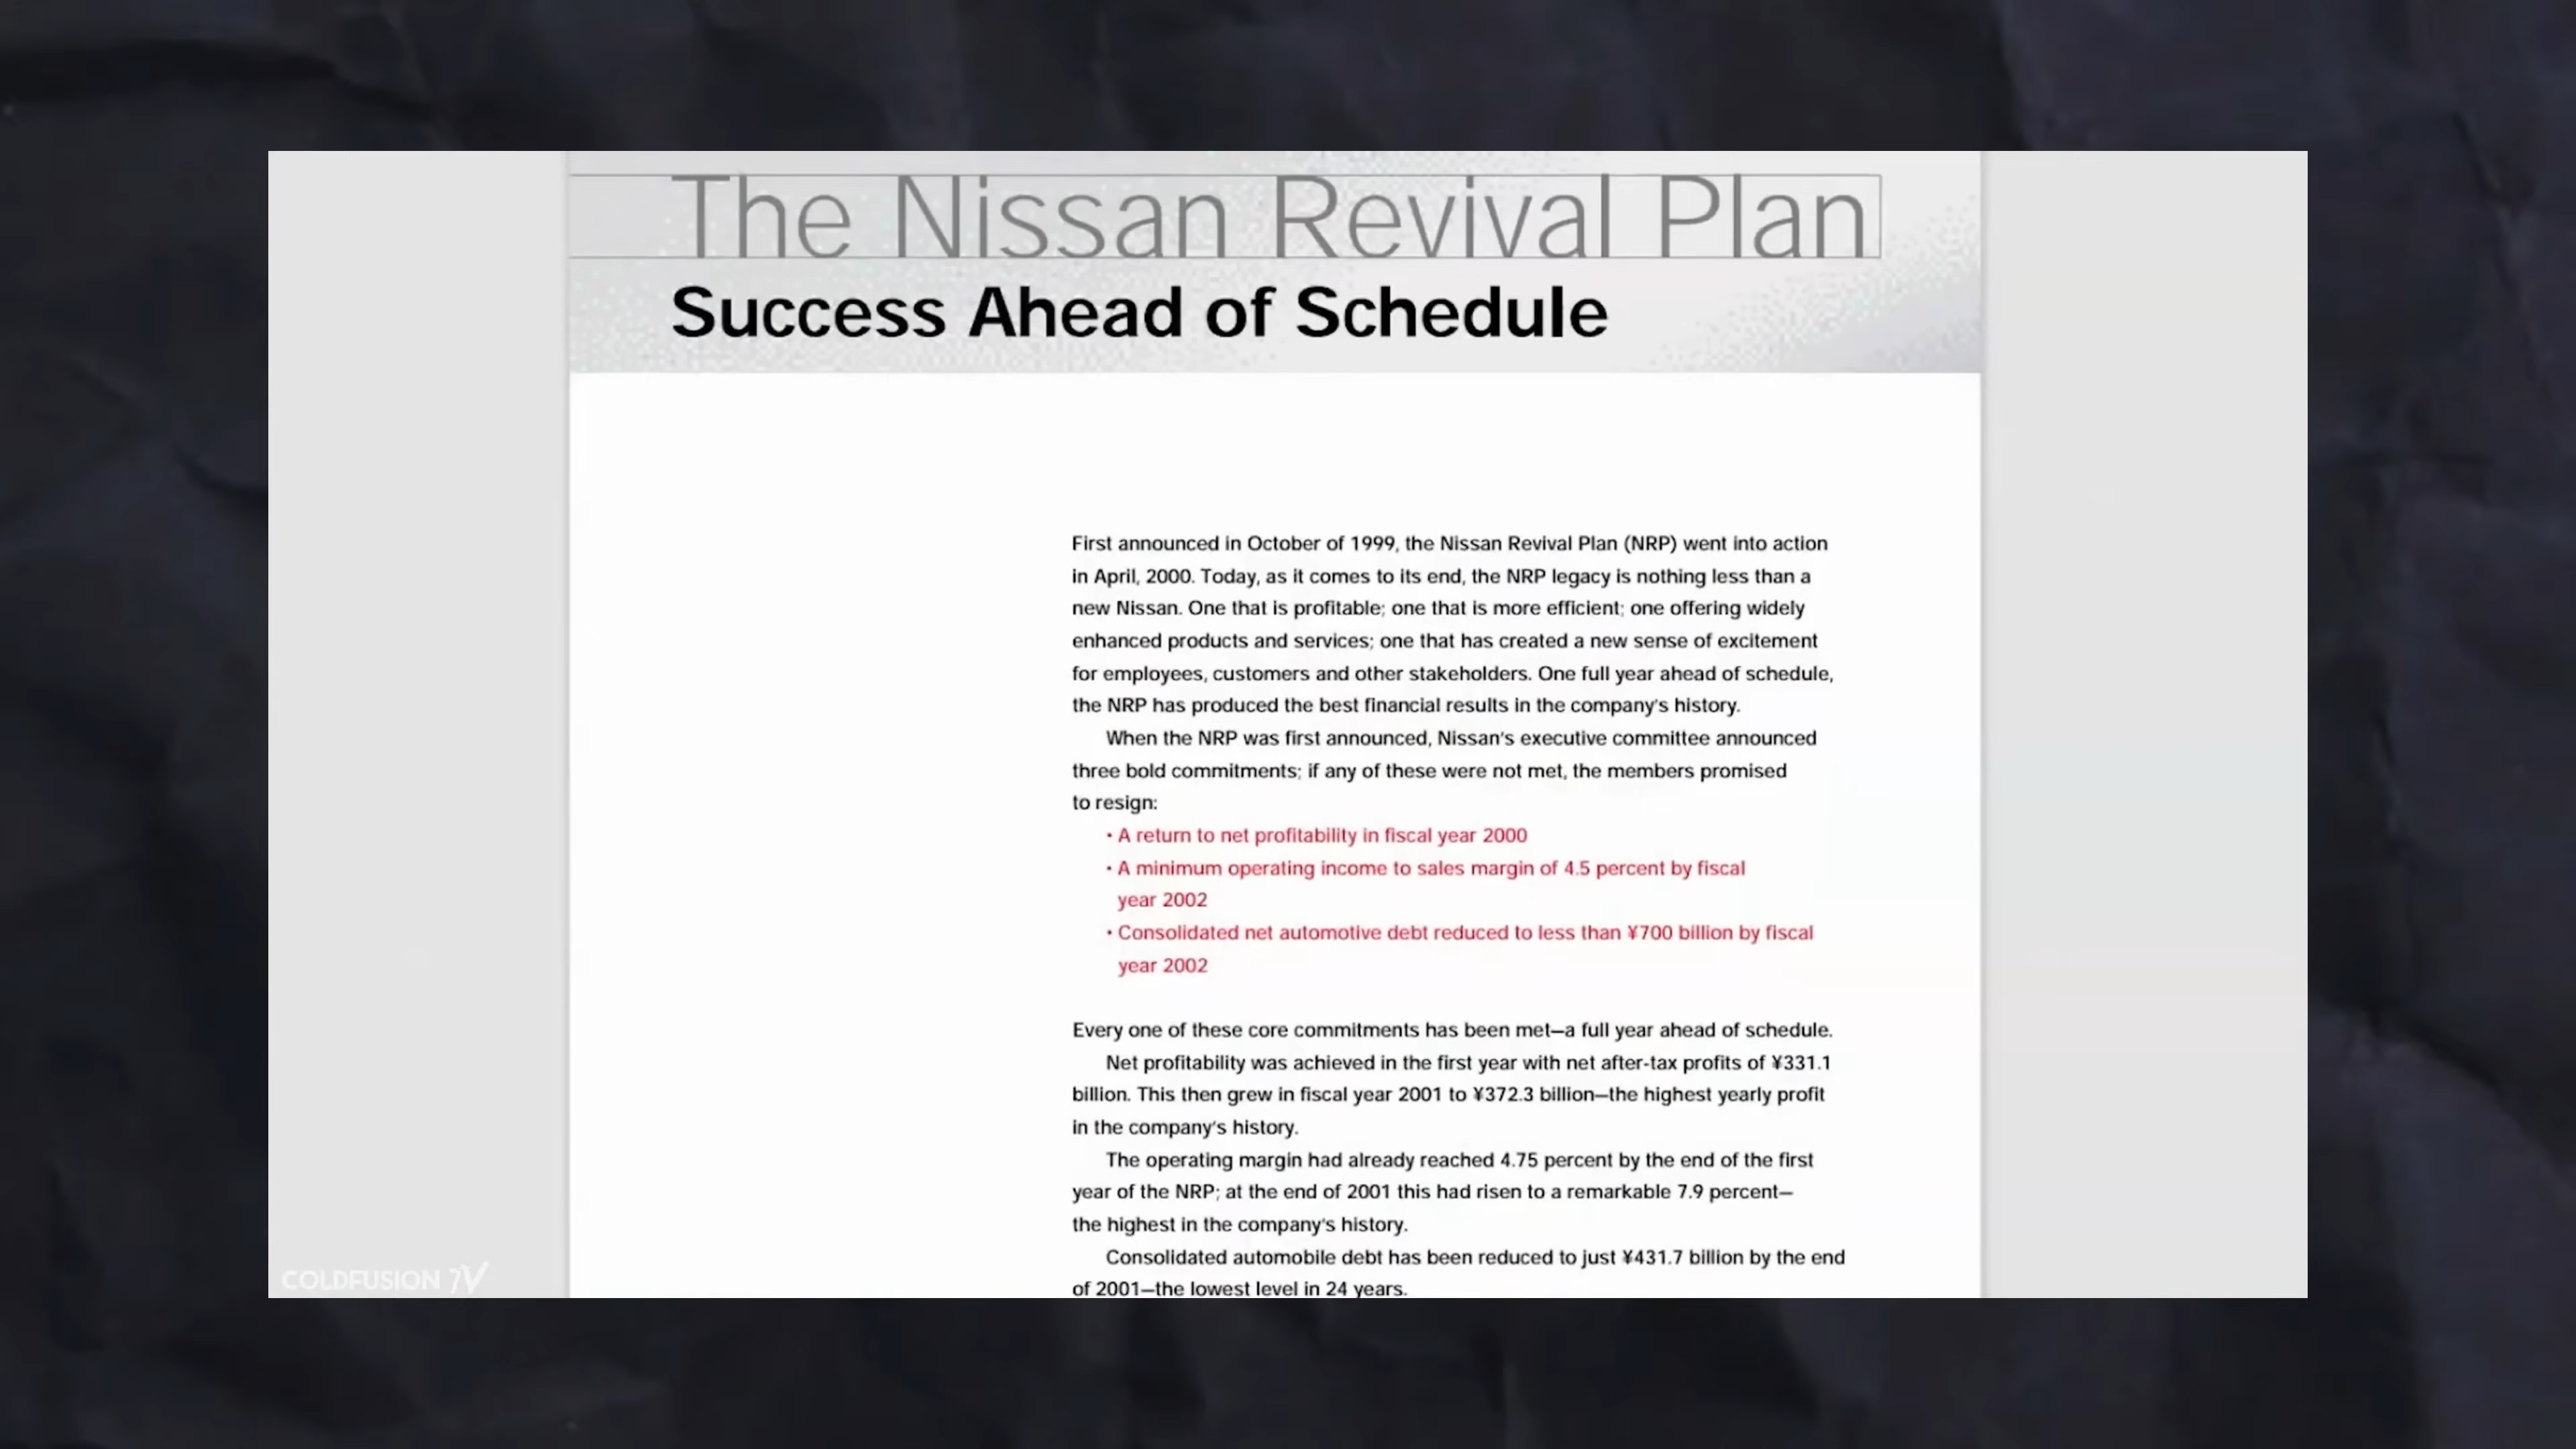 The Nissan Revival Plan
Success Ahead of Schedule
First announced in October of 1999, the Nissan Revival Plan (NRP) went into action
in April, 2000. Today, as it comes to its end, the NRP legacy is nothing less than a
new Nissan. One that is profitable; one that is more efficient; one offering widely
enhanced products and services; one that has created a new sense of excitement
for employees, customers and other stakeholders. One full year ahead of schedule,
the NRP has produced the best financial results in the company's history.
When the NRP was first announced, Nissan's executive committee announced
three bold commitments; if any of these were not met, the members promised
to resign:
• A return to net profitability in fiscal year 2000
• A minimum operating income to sales margin of 4.5 percent by fiscal
year 2002
• Consolidated net automotive debt reduced to less than ¥700 billion by fiscal
year 2002
Every one of these core commitments has been met—a full year ahead of schedule.
Net profitability was achieved in the first year with net after-tax profits of ¥331.1
billion. This then grew in fiscal year 2001 to ¥372.3 billion—the highest yearly profit
in the company's history.
The operating margin had already reached 4.75 percent by the end of the first
year of the NRP; at the end of 2001 this had risen to a remarkable 7.9 percent—
the highest in the company's history.
Consolidated automobile debt has been reduced to just ¥431.7 billion by the end
of 2001—the lowest level in 24 years.
COLDFUSION TV